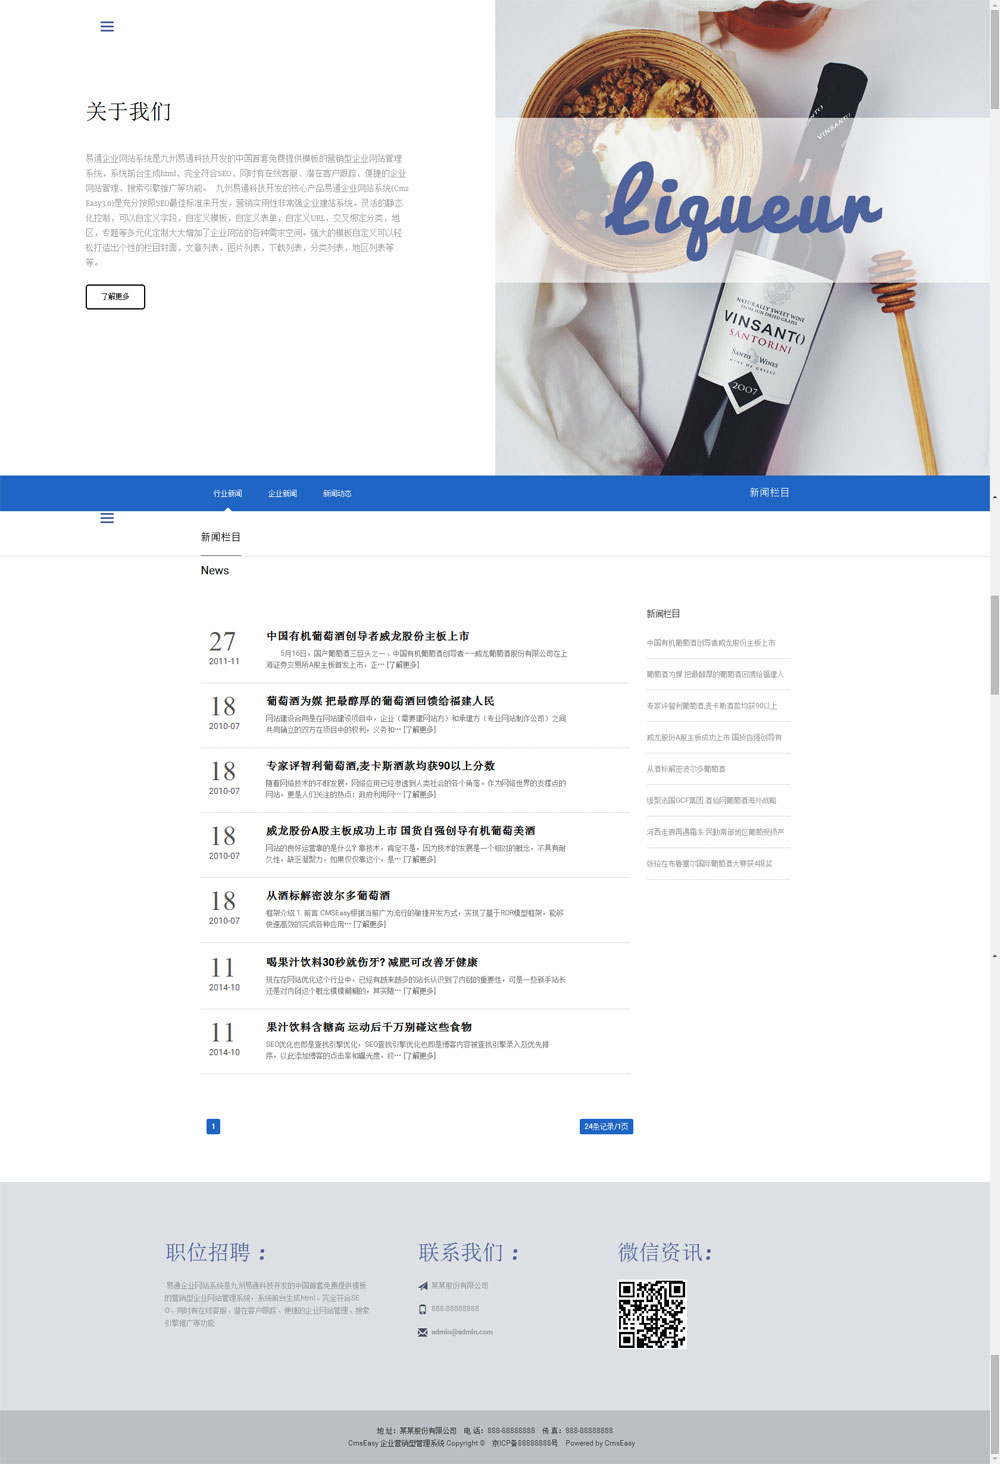 关于我们
易通企业网站系统是九州易通科技开发的中国首套免费提供模板的营销型企业网站管理
系统，系统前台生成html、完全符合SEO、同时有在线客服、潜在客户跟踪、便捷的企业
网站管理、搜索引擎推广等功能。 九州易通科技开发的核心产品易通企业网站系统(Cms
Easy3.0)是充分按照SEO最佳标准来开发，营销实用性非常强企业建站系统。灵活的静态
化控制，可以自定义字段，自定义模板，自定义表单，自定义URL，交叉绑定分类，地
区，专题等多元化定制大大增加了企业网站的各种需求空间。强大的模板自定义可以轻
松打造出个性的栏目封面，文章列表，图片列表，下载列表，分类列表，地区列表等
等。
了解更多
Liqueur
VINSANTO
NATURALLY SWEET WINE
FROM SUN DRIED GRAPES
VINSANTO
SANTORINI
SANTO WINES
WINE OF GREECE
2007
行业新闻 企业新闻 新闻动态 新闻栏目
新闻栏目
News
27
2011-11
中国有机葡萄酒创导者威龙股份主板上市
5月16日，国产葡萄酒三巨头之一、中国有机葡萄酒创导者——威龙葡萄酒股份有限公司在上
海证券交易所A股主板首发上市，正… [了解更多]
18
2010-07
葡萄酒为媒 把最醇厚的葡萄酒回馈给福建人民
网站建设合同是在网站建设项目中，企业（需要建网站方）和承建方（专业网站制作公司）之间
共同确立的双方在项目中的权利，义务和… [了解更多]
18
2010-07
专家评智利葡萄酒,麦卡斯酒款均获90以上分数
随着网络技术的不断发展，网络应用已经渗透到人类社会的各个角落。作为网络世界的支撑点的
网站，更是人们关注的热点：政府利用网… [了解更多]
18
2010-07
威龙股份A股主板成功上市 国货自强创导有机葡萄美酒
网站的良好运营靠的是什么？靠技术，肯定不是，因为技术的发展是一个相对的概念，不具有耐
久性，缺乏凝聚力，如果仅仅靠这个，是… [了解更多]
18
2010-07
从酒标解密波尔多葡萄酒
框架介绍 1. 前言 CMSEasy根据当前广为流行的敏捷开发方式，实现了基于ROR模型框架，能够
快速高效的完成各种应用… [了解更多]
11
2014-10
喝果汁饮料30秒就伤牙? 减肥可改善牙健康
现在在网站优化这个行业中，已经有越来越多的站长认识到了内链的重要性，可是一些新手站长
还是对内链这个概念模模糊糊的，其实随… [了解更多]
11
2014-10
果汁饮料含糖高 运动后千万别碰这些食物
SEO优化也即是查找引擎优化，SEO查找引擎优化也即是博客内容被查找引擎录入及优先排
序，以此添加博客的点击率和曝光度，终… [了解更多]
新闻栏目
中国有机葡萄酒创导者威龙股份主板上市
葡萄酒为媒 把最醇厚的葡萄酒回馈给福建人
专家评智利葡萄酒,麦卡斯酒款均获90以上
威龙股份A股主板成功上市 国货自强创导有
从酒标解密波尔多葡萄酒
法国GCF集团 酒仙网葡萄酒海外战略
河西走廊再遇霜冻 民勤南部地区葡萄受损严
张裕在布鲁塞尔国际葡萄酒大赛获4银奖
1
24条记录/1页
职位招聘：
易通企业网站系统是九州易通科技开发的中国首套免费提供模板
的营销型企业网站管理系统，系统前台生成html、完全符合SE
O、同时有在线客服、潜在客户跟踪、便捷的企业网站管理、搜索
引擎推广等功能
联系我们：
某某股份有限公司
888-88888888
admin@admin.com
微信资讯：
地 址：某某股份有限公司 电 话：888-88888888 传 真：888-88888888
CmsEasy 企业营销型管理系统 Copyright © 京ICP备88888888号 Powered by CmsEasy